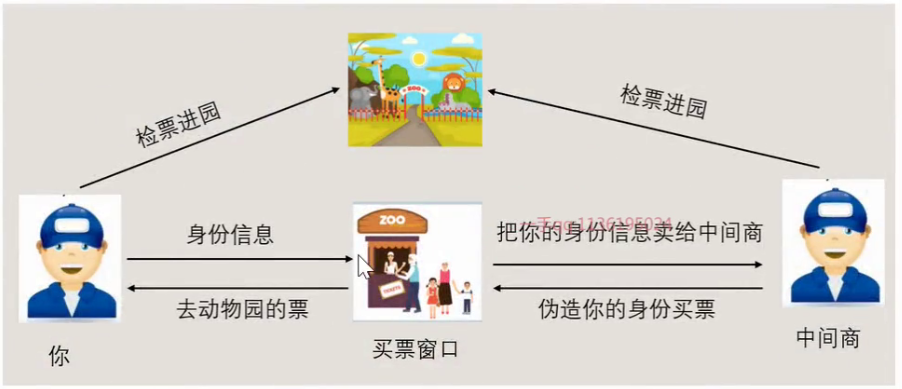 ZOO
检票进园
检票进园
ZOO
身份信息
把你的身份信息卖给中间商
去动物园的票
伪造你的身份买票
你
买票窗口
中间商